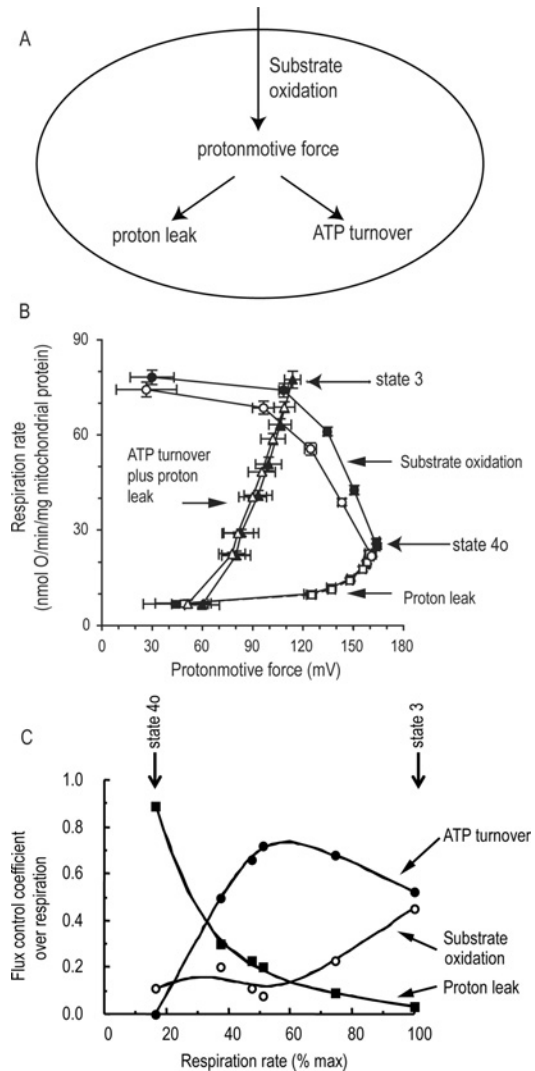 A
Substrate
oxidation
protonmotive force
proton leak
ATP turnover
B
Respiration rate
(nmol O/min/mg mitochondrial protein)
90
60
30
0
state 3
ATP turnover
plus proton
leak
Substrate oxidation
state 4o
Proton leak
0 30 60 90 120 150 180
Protonmotive force (mV)
C
state 4o
state 3
Flux control coefficient
over respiration
1.0
0.8
0.6
0.4
0.2
0.0
ATP turnover
Substrate
oxidation
Proton leak
0 20 40 60 80 100
Respiration rate (% max)